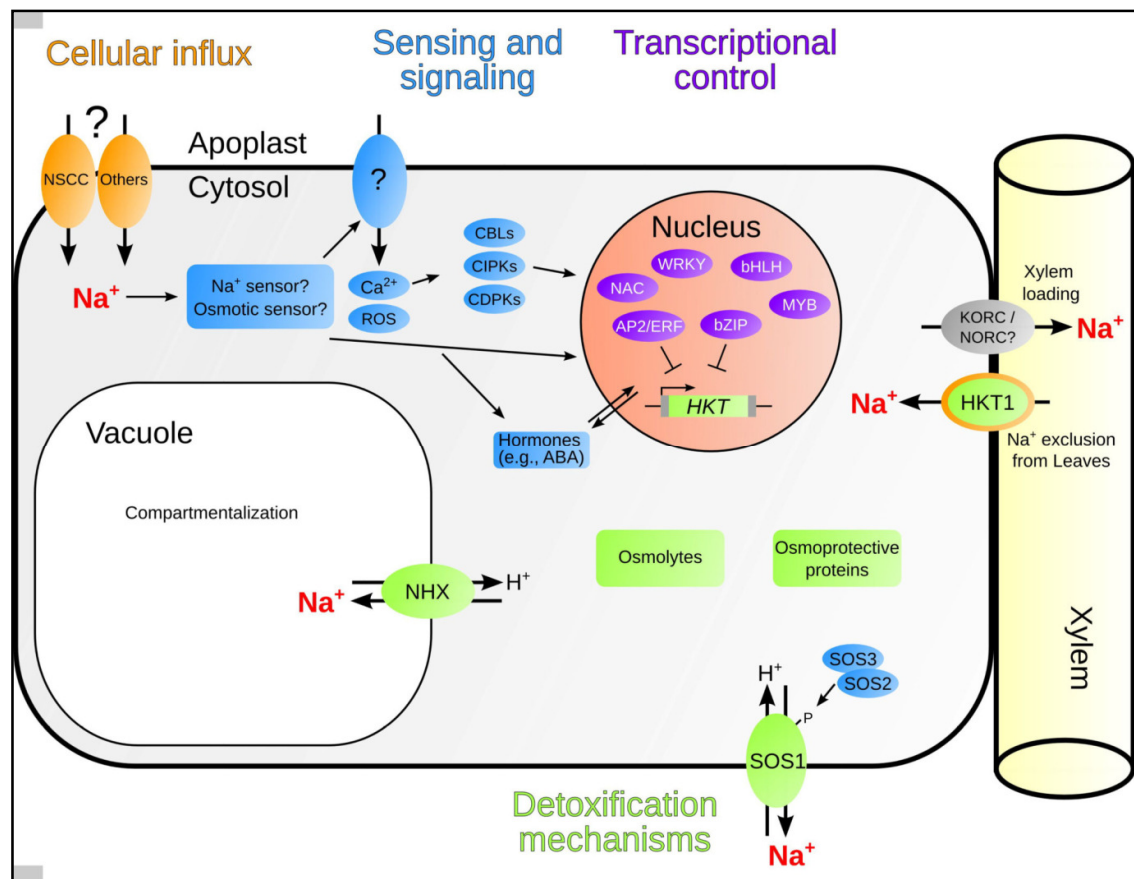 Cellular influx
Sensing and
signaling
Transcriptional
control
?
NSCC
Others
Apoplast
Cytosol
?
Na⁺
Na⁺ sensor?
Osmotic sensor?
Ca²⁺
ROS
CBLs
CIPKs
CDPKs
Nucleus
NAC
WRKY
bHLH
MYB
AP2/ERF
bZIP
HKT
Hormones
(e.g., ABA)
Xylem
loading
KORC /
NORC?
Na⁺
Na⁺
HKT1
Na⁺ exclusion
from Leaves
Vacuole
Compartmentalization
Na⁺
NHX
H⁺
Osmolytes
Osmoprotective
proteins
Xylem
SOS3
SOS2
H⁺
P
SOS1
Na⁺
Detoxification
mechanisms